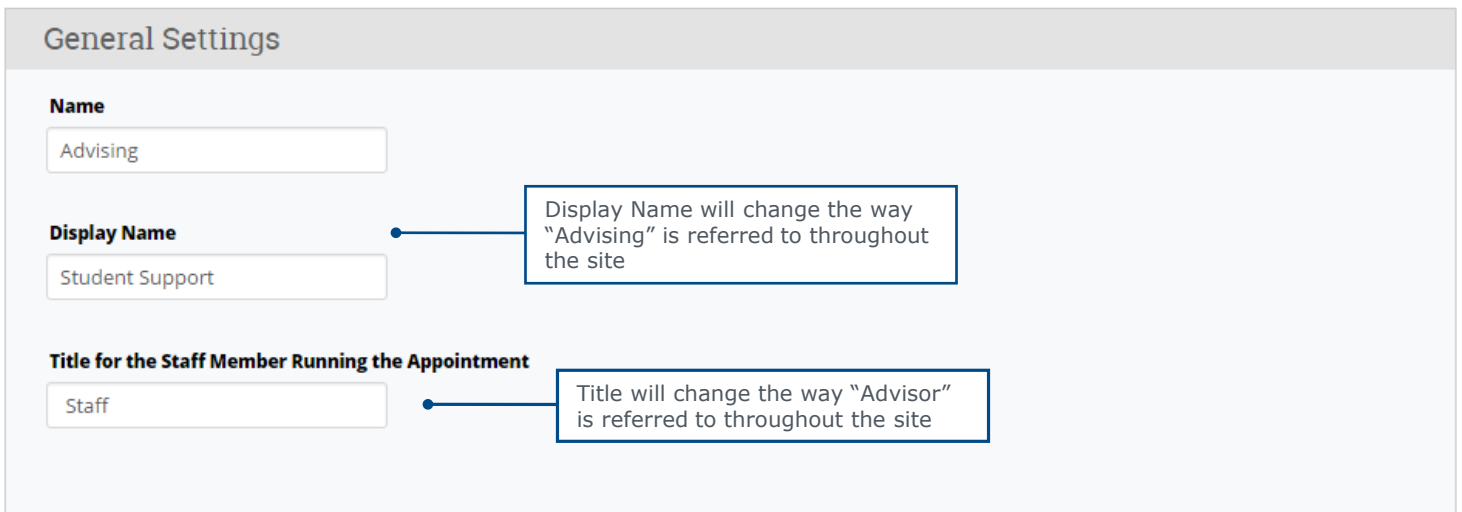 General Settings
Name
Advising
Display Name
Display Name will change the way
“Advising” is referred to throughout
the site
Student Support
Title for the Staff Member Running the Appointment
Staff
Title will change the way “Advisor”
is referred to throughout the site